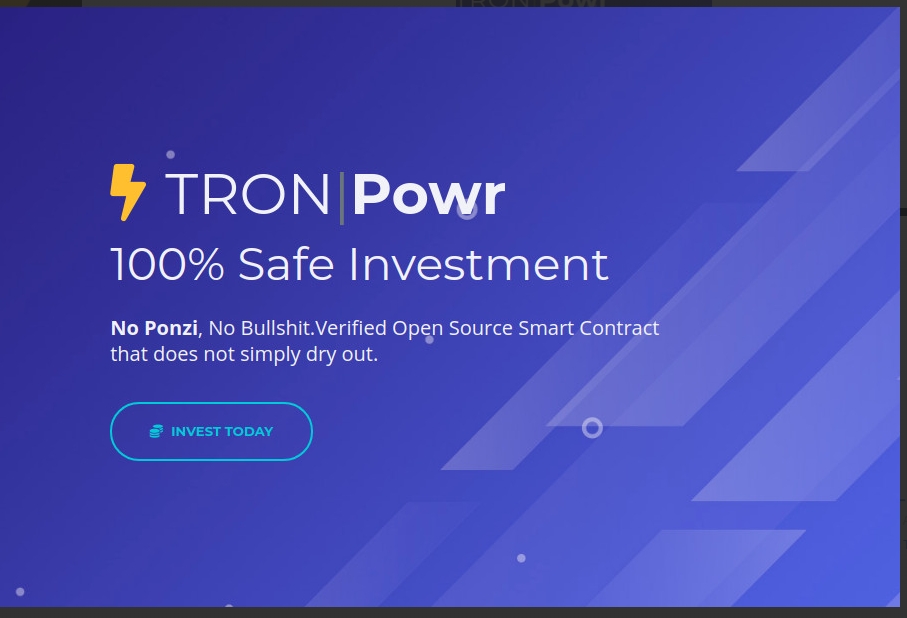 TRON|Powr
100% Safe Investment
No Ponzi, No Bullshit.Verified Open Source Smart Contract
that does not simply dry out.
INVEST TODAY